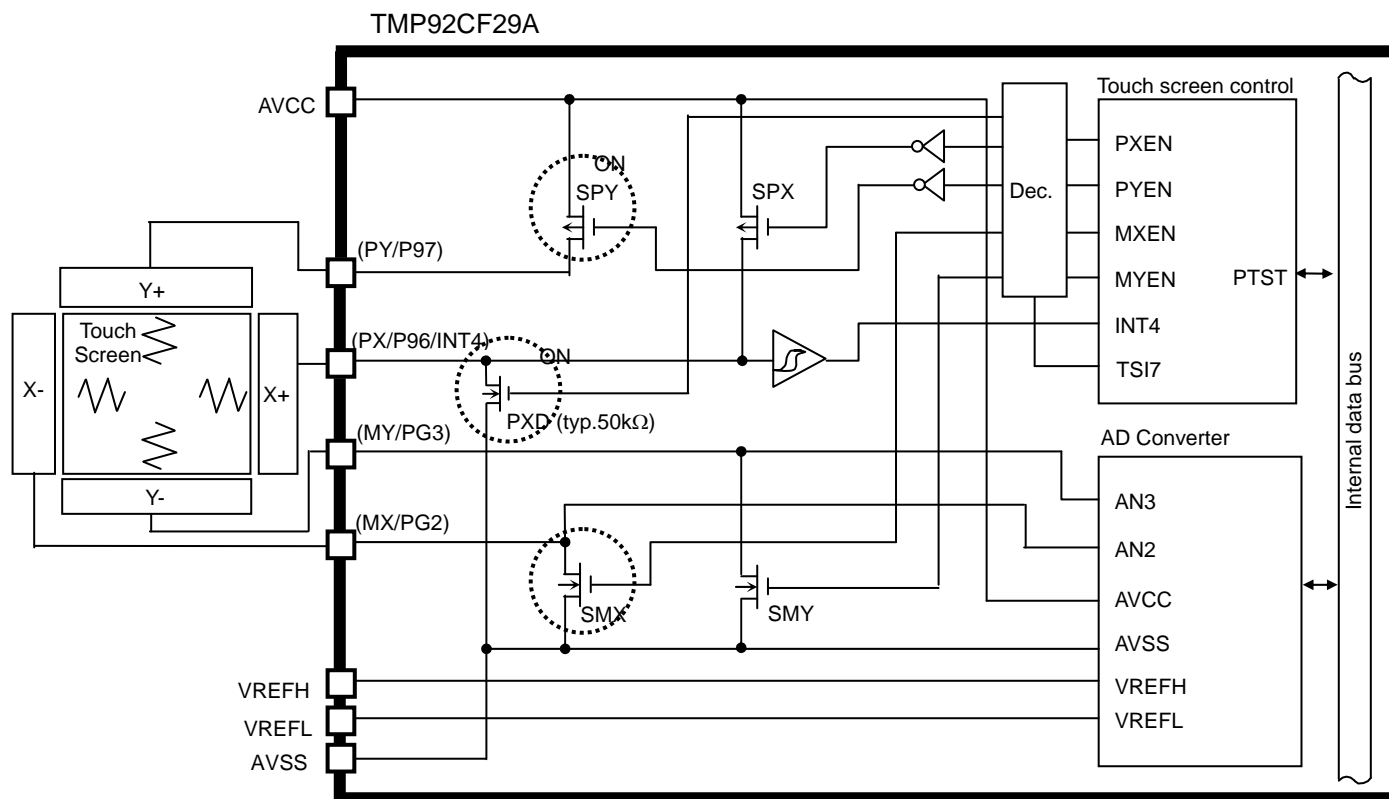 TMP92CF29A
AVCC
(PY/P97)
Y+
Touch
Screen
X-
X+
Y-
(PX/P96/INT4)
(MY/PG3)
(MX/PG2)
VREFH
VREFL
AVSS
ON
SPY
SPX
ON
PXD (typ.50kΩ)
SMX
SMY
Dec.
Touch screen control
PXEN
PYEN
MXEN
MYEN
PTST
INT4
TSI7
AD Converter
AN3
AN2
AVCC
AVSS
VREFH
VREFL
Internal data bus